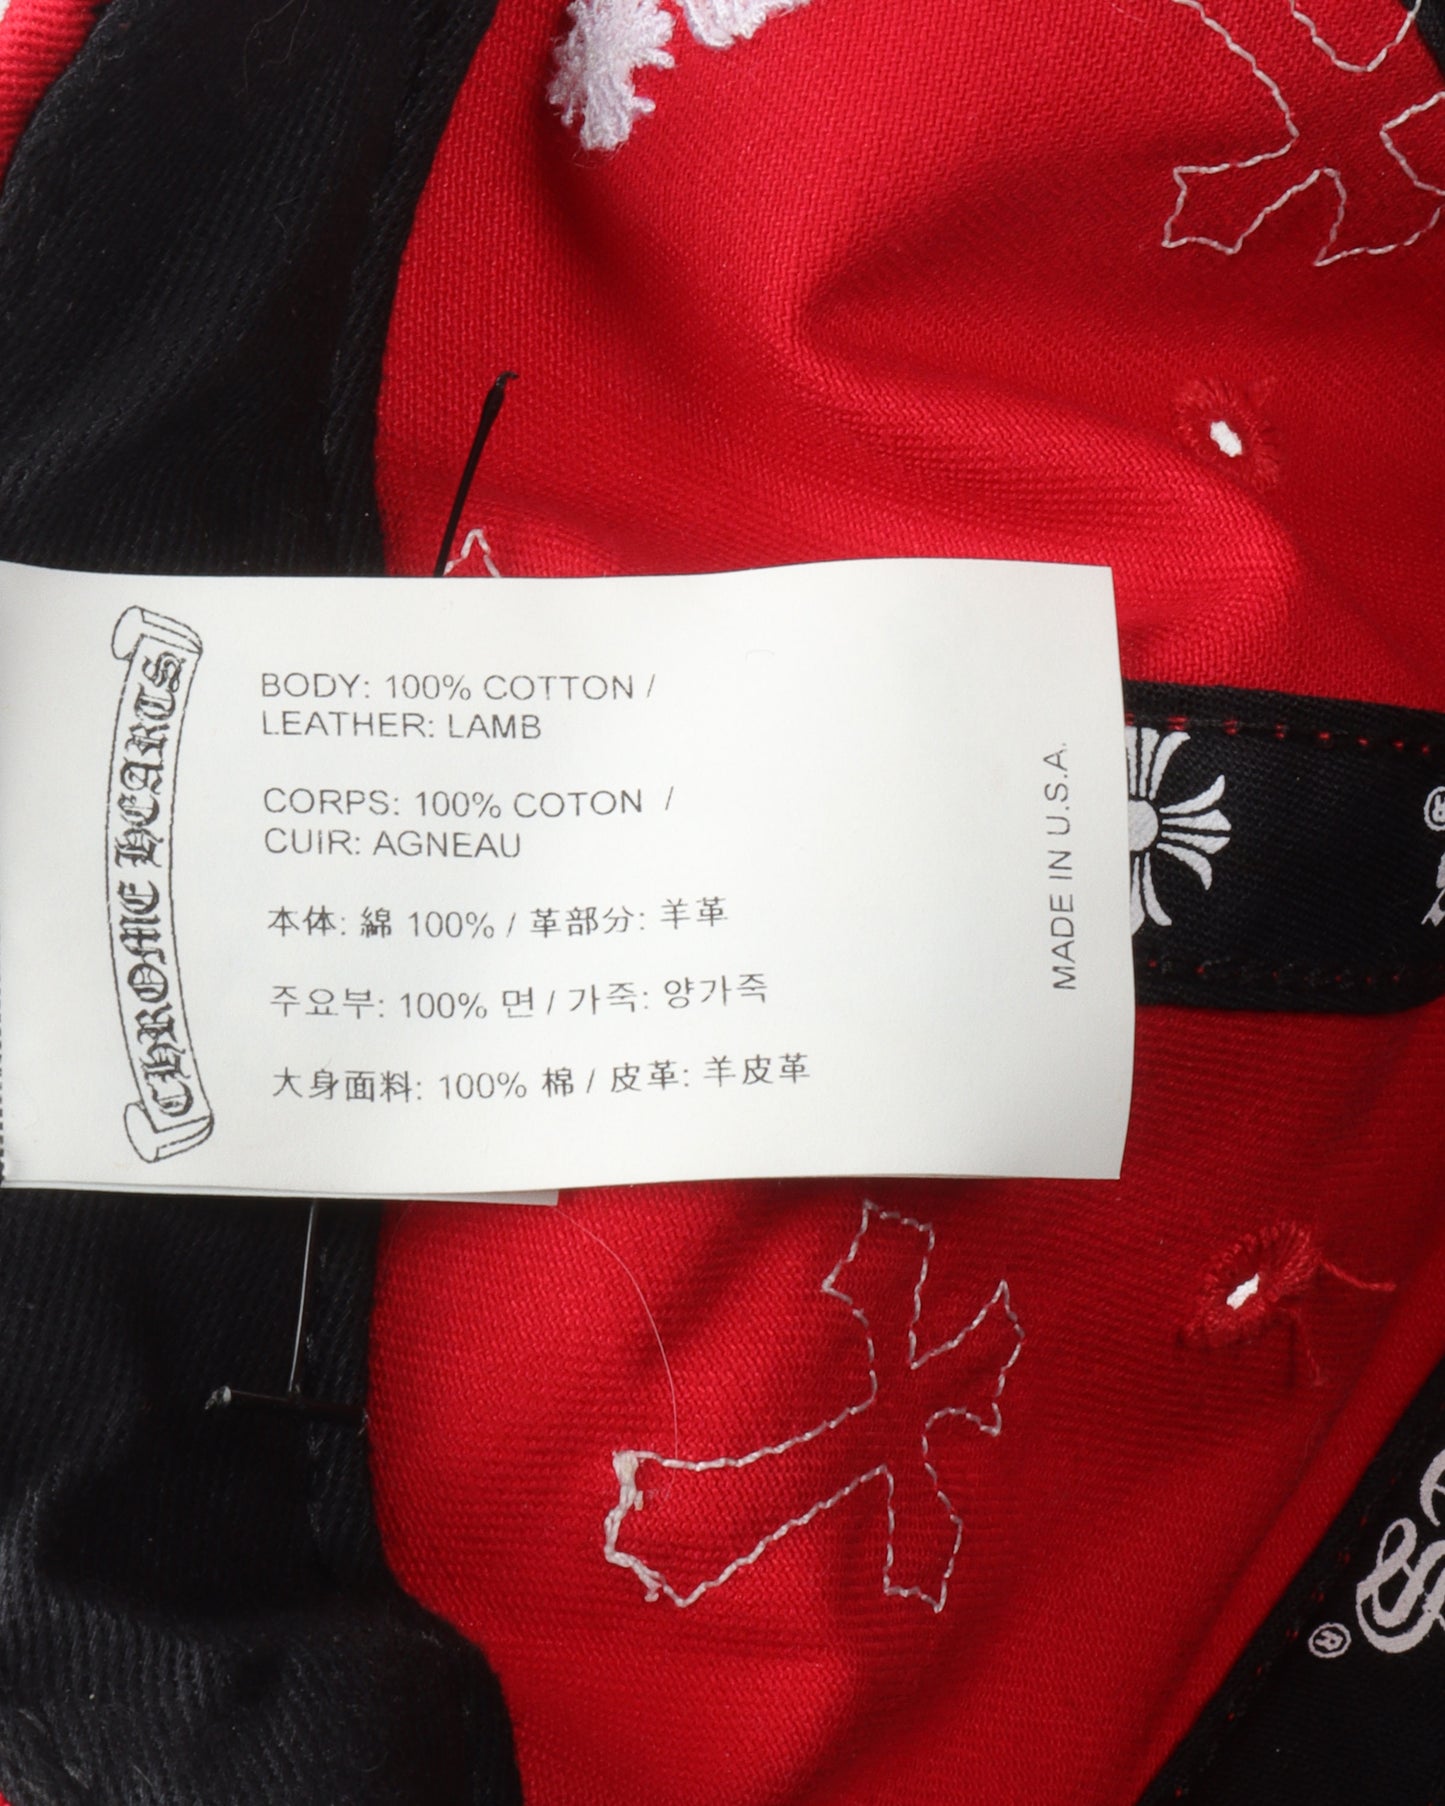 CHROME HEARTS
BODY: 100% COTTON /
LEATHER: LAMB
CORPS: 100% COTON /
CUIR: AGNEAU
本体: 綿 100% / 革部分: 羊革
주요부: 100% 면 / 가죽: 양가죽
大身面料: 100% 棉 / 皮革: 羊皮革
MADE IN U.S.A.
®
®